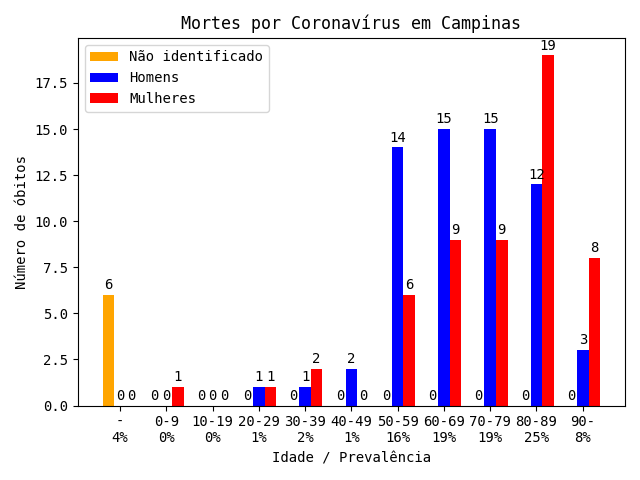 Mortes por Coronavírus em Campinas
Não identificado
Homens
Mulheres
Número de óbitos
17.5
15.0
12.5
10.0
7.5
5.0
2.5
0.0
6 0 0
0 0 1
0 0 0
0 1 1
0 1 2
0 2 0
0 14 6
0 15 9
0 15 9
0 12 19
0 3 8
- 0-9 10-19 20-29 30-39 40-49 50-59 60-69 70-79 80-89 90-
4% 0% 0% 1% 2% 1% 16% 19% 19% 25% 8%
Idade / Prevalência